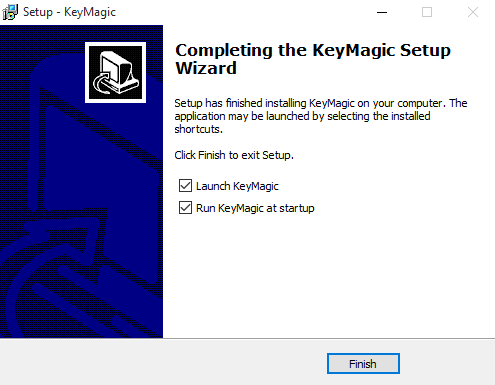 Setup - KeyMagic
Completing the KeyMagic Setup
Wizard
Setup has finished installing KeyMagic on your computer. The
application may be launched by selecting the installed
shortcuts.
Click Finish to exit Setup.
Launch KeyMagic
Run KeyMagic at startup
Finish